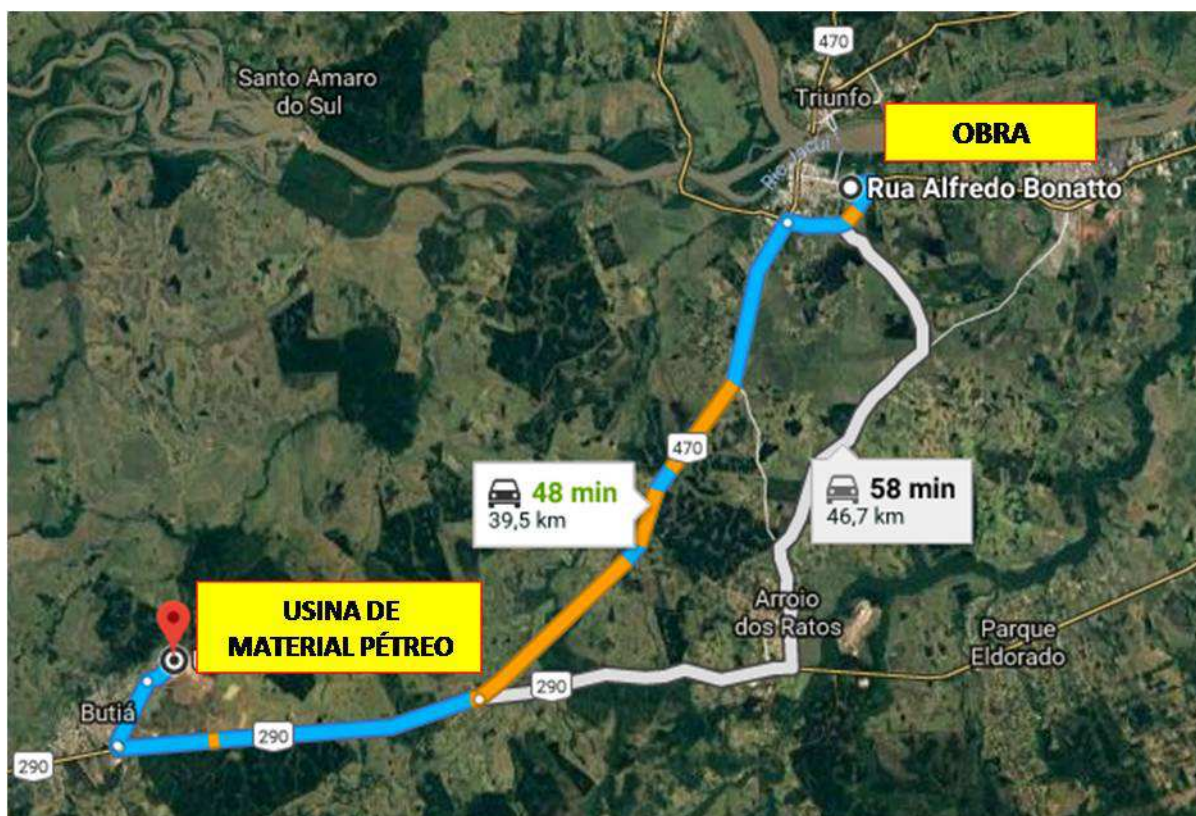 470
Santo Amaro
do Sul
Triunfo
OBRA
Rio Jacuí
Rua Alfredo Bonatto
470
48 min
39,5 km
58 min
46,7 km
USINA DE
MATERIAL PÉTREO
Arroio
dos Ratos
Parque
Eldorado
290
Butiá
290
290